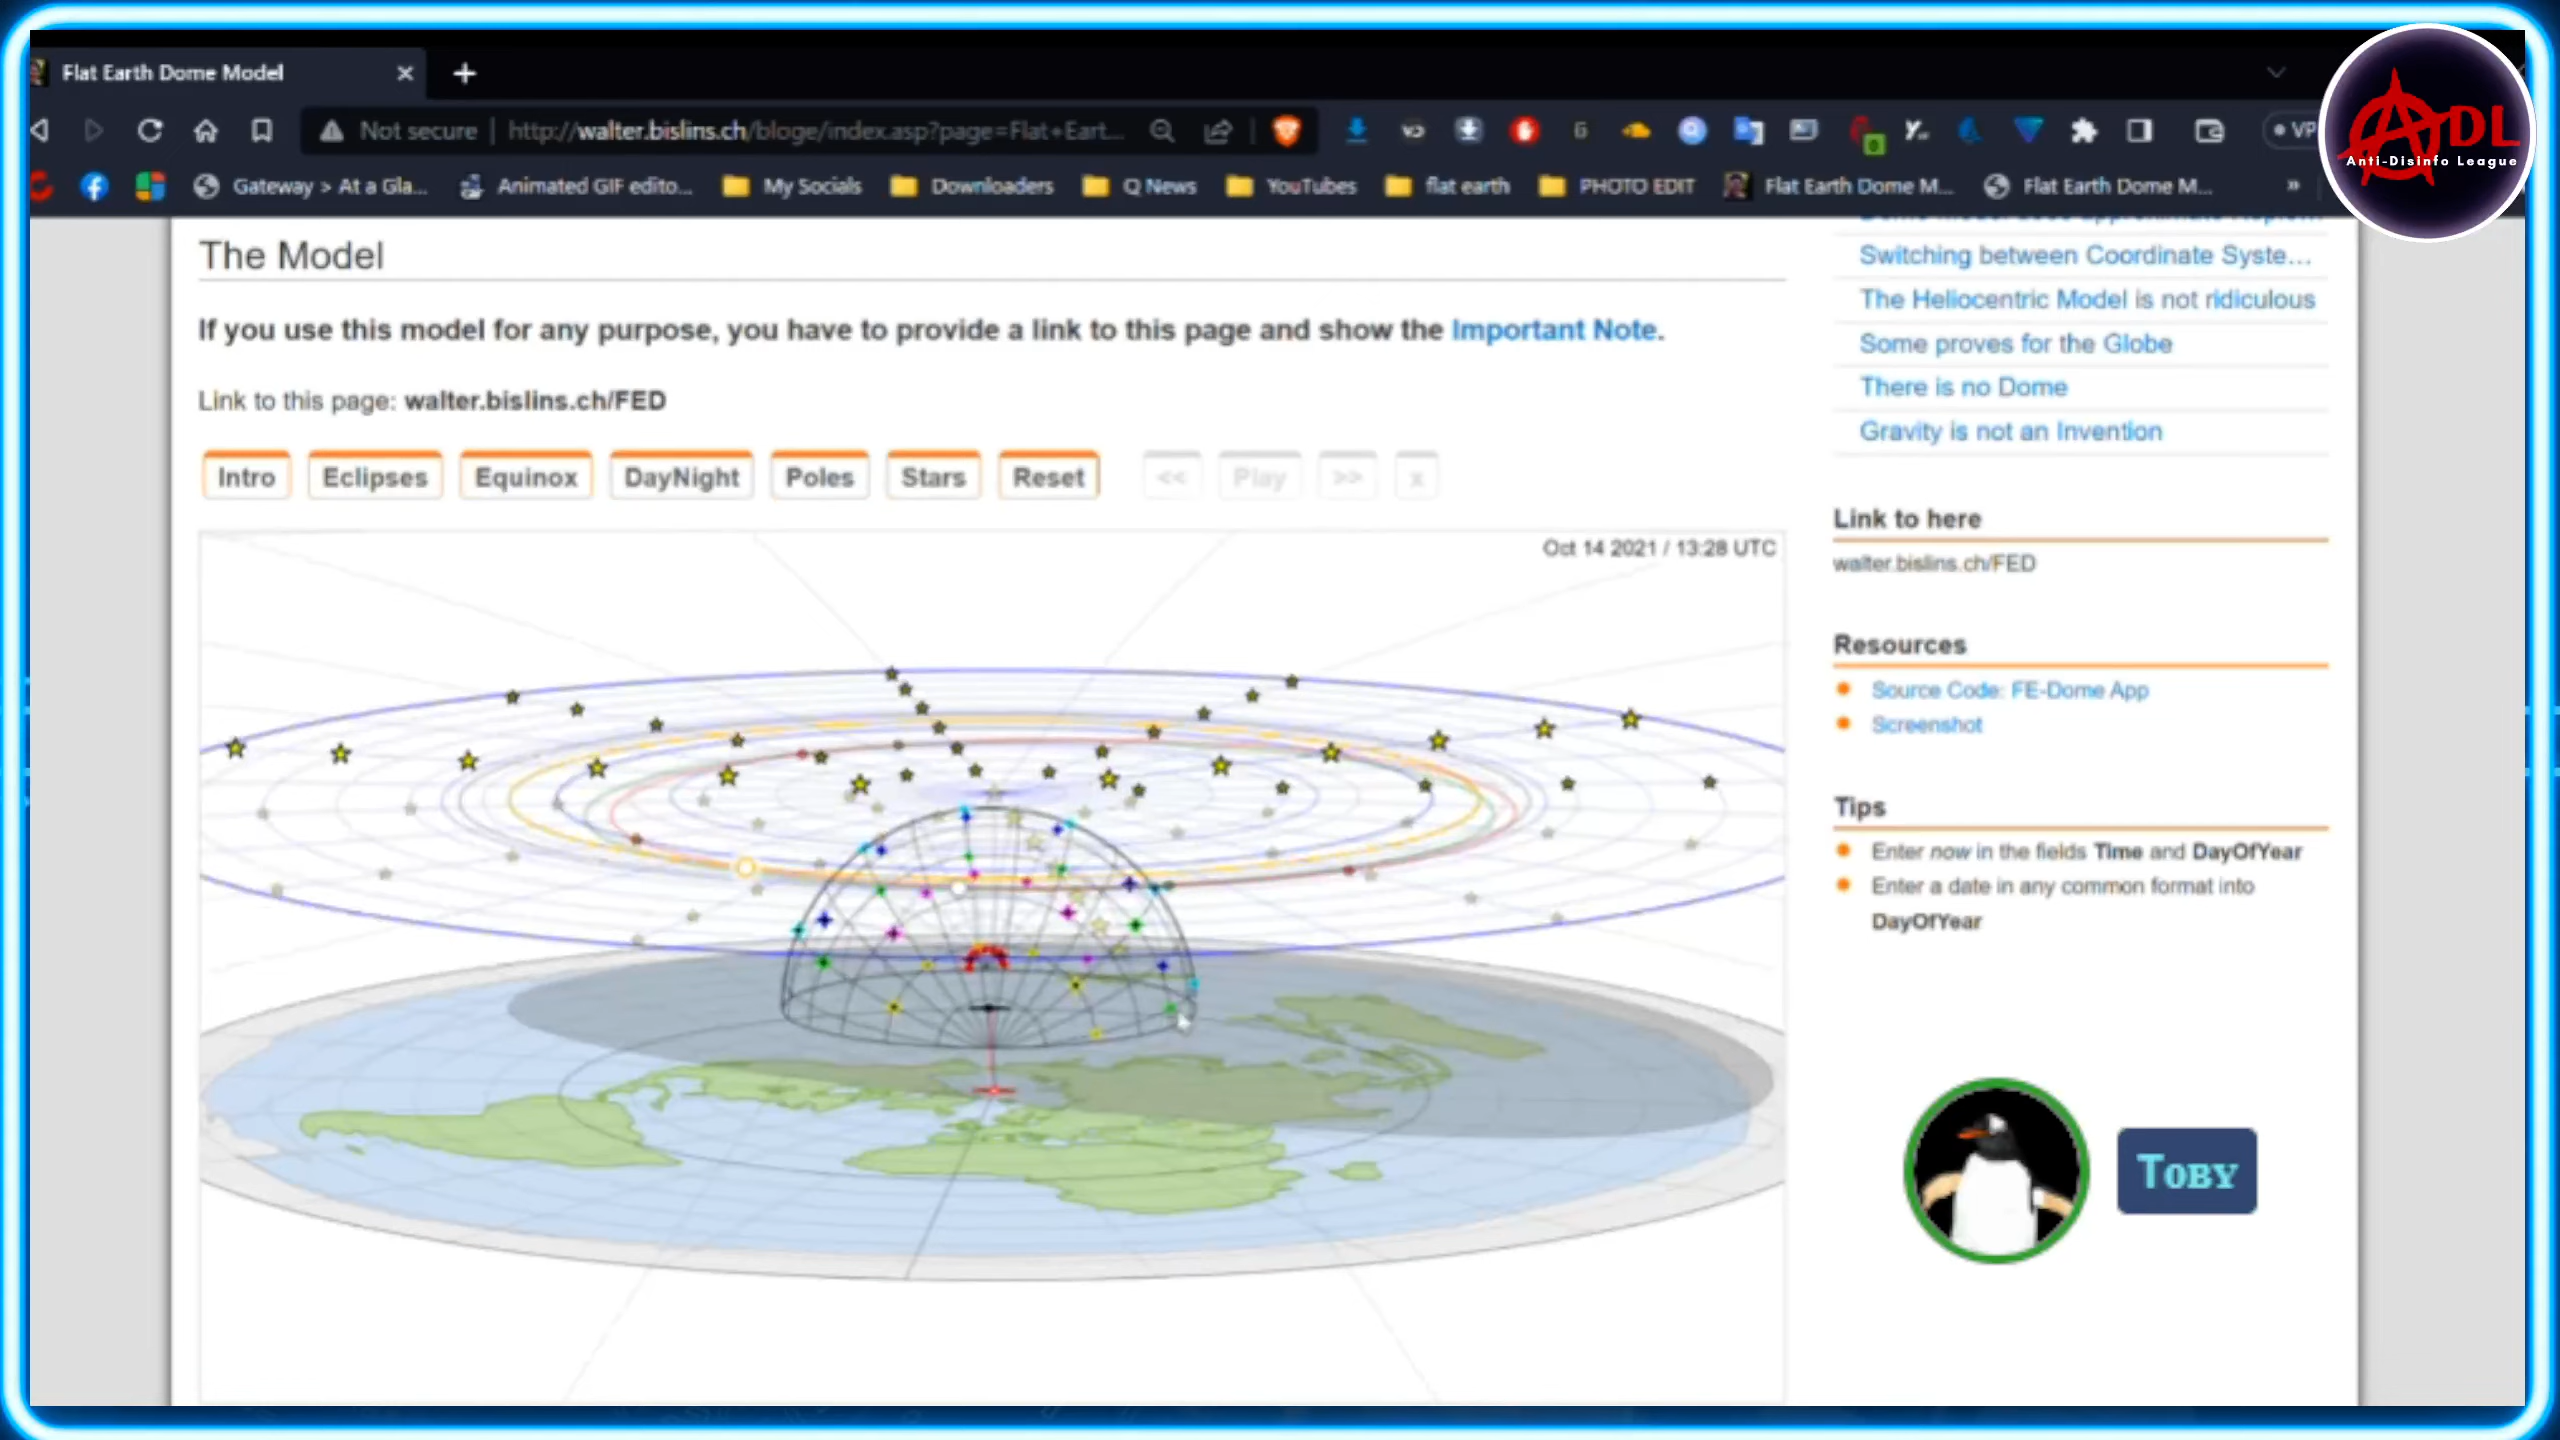 Flat Earth Dome Model
Not secure
http://walter.bislins.ch/bloge/index.asp?page=Flat+Eart...
VP
Gateway > At a Gla...
Animated GIF edito...
My Socials
Downloaders
Q News
YouTubes
flat earth
PHOTO EDIT
Flat Earth Dome M...
Flat Earth Dome M...
»
ADL
Anti-Disinfo League
The Model
If you use this model for any purpose, you have to provide a link to this page and show the Important Note.
Link to this page: walter.bislins.ch/FED
Intro
Eclipses
Equinox
DayNight
Poles
Stars
Reset
<<
Play
>>
x
Oct 14 2021 / 13:28 UTC
Switching between Coordinate Syste...
The Heliocentric Model is not ridiculous
Some proves for the Globe
There is no Dome
Gravity is not an Invention
Link to here
walter.bislins.ch/FED
Resources
Source Code: FE-Dome App
Screenshot
Tips
Enter now in the fields Time and DayOfYear
Enter a date in any common format into
DayOfYear
TOBY